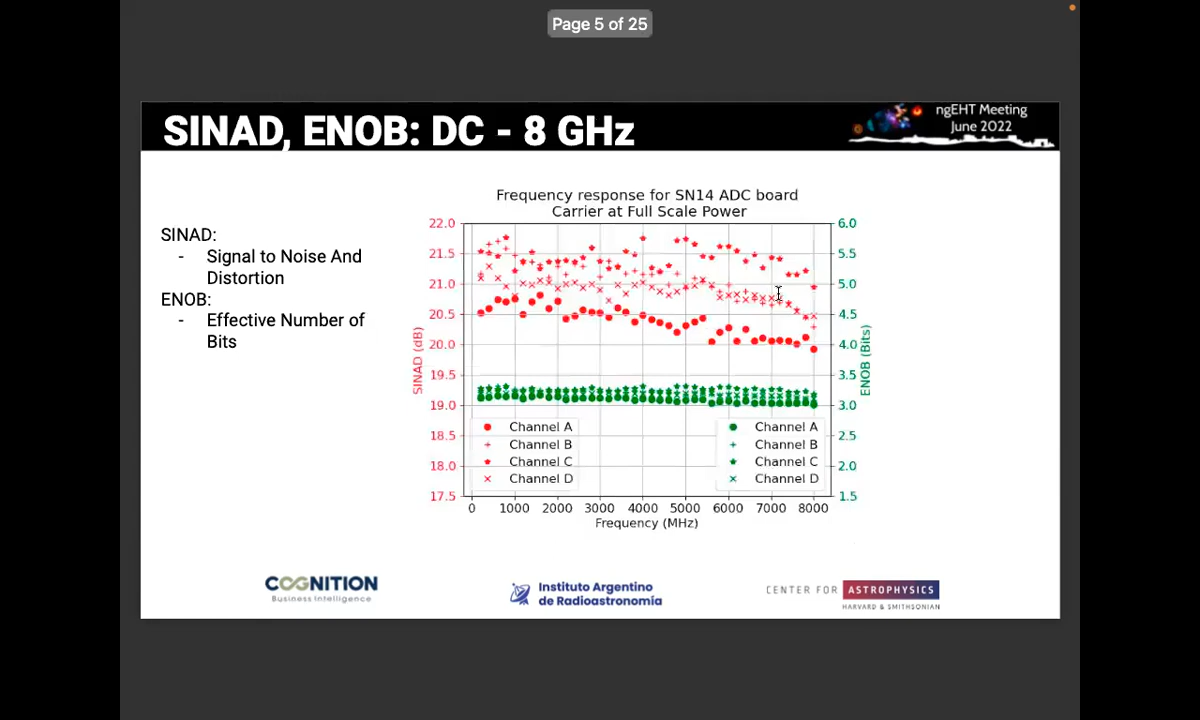 Page 5 of 25
SINAD, ENOB: DC - 8 GHz
ngEHT Meeting
June 2022
SINAD:
- Signal to Noise And
Distortion
ENOB:
- Effective Number of
Bits
Frequency response for SN14 ADC board
Carrier at Full Scale Power
22.0
21.5
21.0
20.5
20.0
19.5
19.0
18.5
18.0
17.5
SINAD (dB)
6.0
5.5
5.0
4.5
4.0
3.5
3.0
2.5
2.0
1.5
ENOB (Bits)
Channel A
Channel B
Channel C
Channel D
Channel A
Channel B
Channel C
Channel D
0 1000 2000 3000 4000 5000 6000 7000 8000
Frequency (MHz)
COGNITION
Business Intelligence
Instituto Argentino
de Radioastronomía
CENTER FOR ASTROPHYSICS
HARVARD & SMITHSONIAN